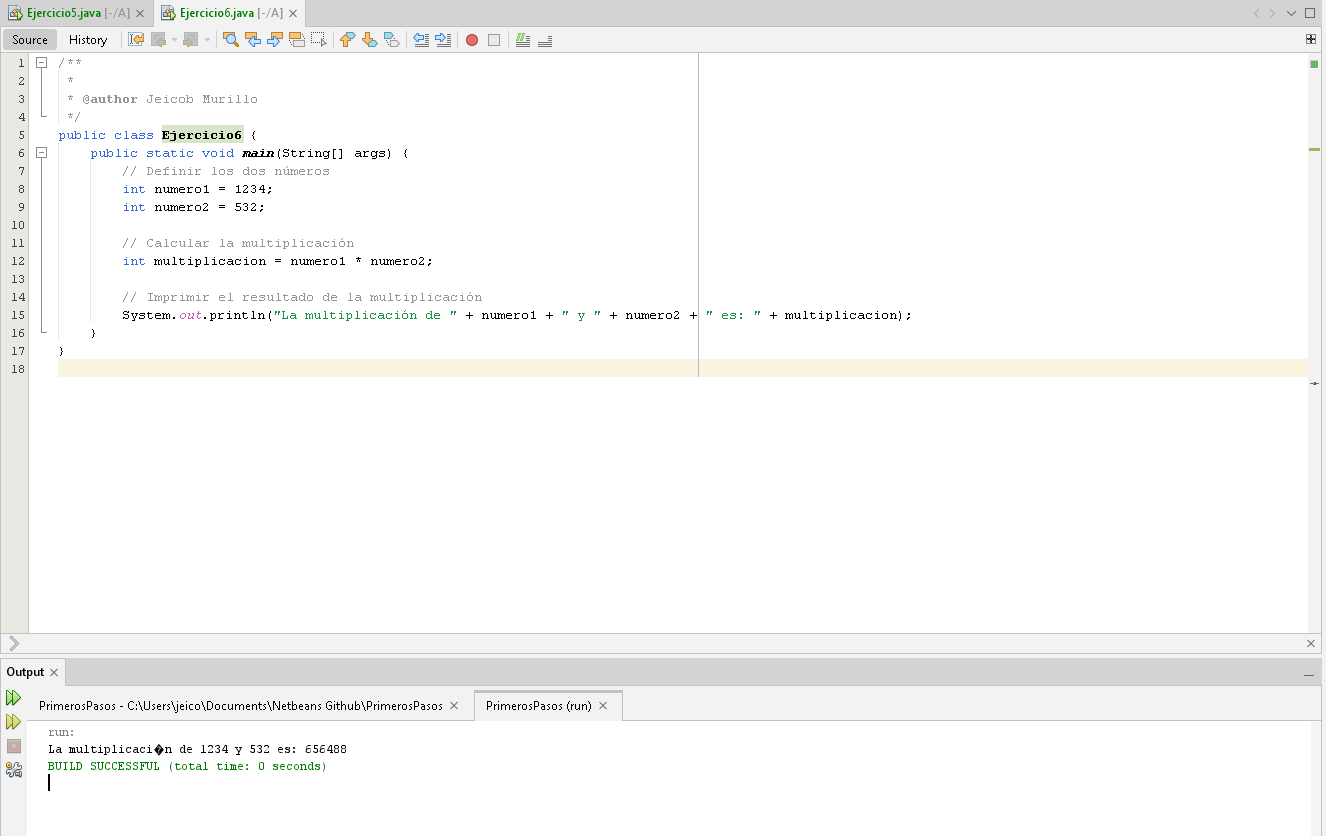 Ejercicio5.java [-/A] Ejercicio6.java [-/A]
Source History
1 /**
2 *
3 * @author Jeicob Murillo
4 */
5 public class Ejercicio6 {
6 public static void main(String[] args) {
7 // Definir los dos números
8 int numero1 = 1234;
9 int numero2 = 532;
10
11 // Calcular la multiplicación
12 int multiplicacion = numero1 * numero2;
13
14 // Imprimir el resultado de la multiplicación
15 System.out.println("La multiplicación de " + numero1 + " y " + numero2 + " es: " + multiplicacion);
16 }
17 }
18
Output
PrimerosPasos - C:\Users\jeico\Documents\Netbeans Github\PrimerosPasos PrimerosPasos (run)
run:
La multiplicaci�n de 1234 y 532 es: 656488
BUILD SUCCESSFUL (total time: 0 seconds)